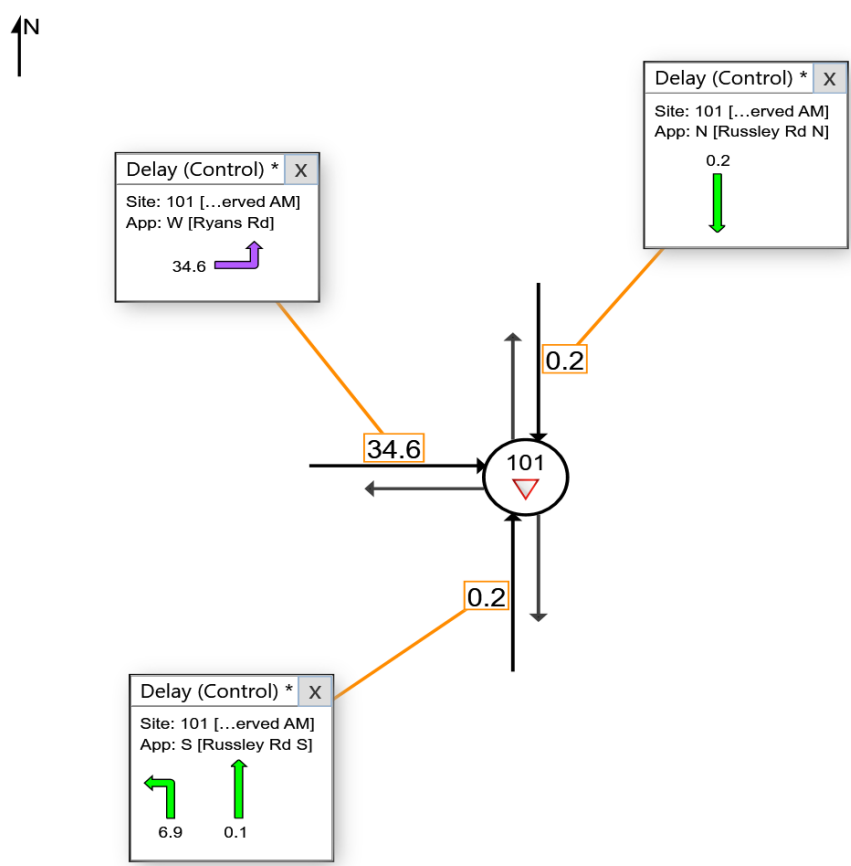 N
Delay (Control) * X
Site: 101 […erved AM]
App: N [Russley Rd N]
0.2
Delay (Control) * X
Site: 101 […erved AM]
App: W [Ryans Rd]
34.6
0.2
34.6
101
0.2
Delay (Control) * X
Site: 101 […erved AM]
App: S [Russley Rd S]
6.9 0.1